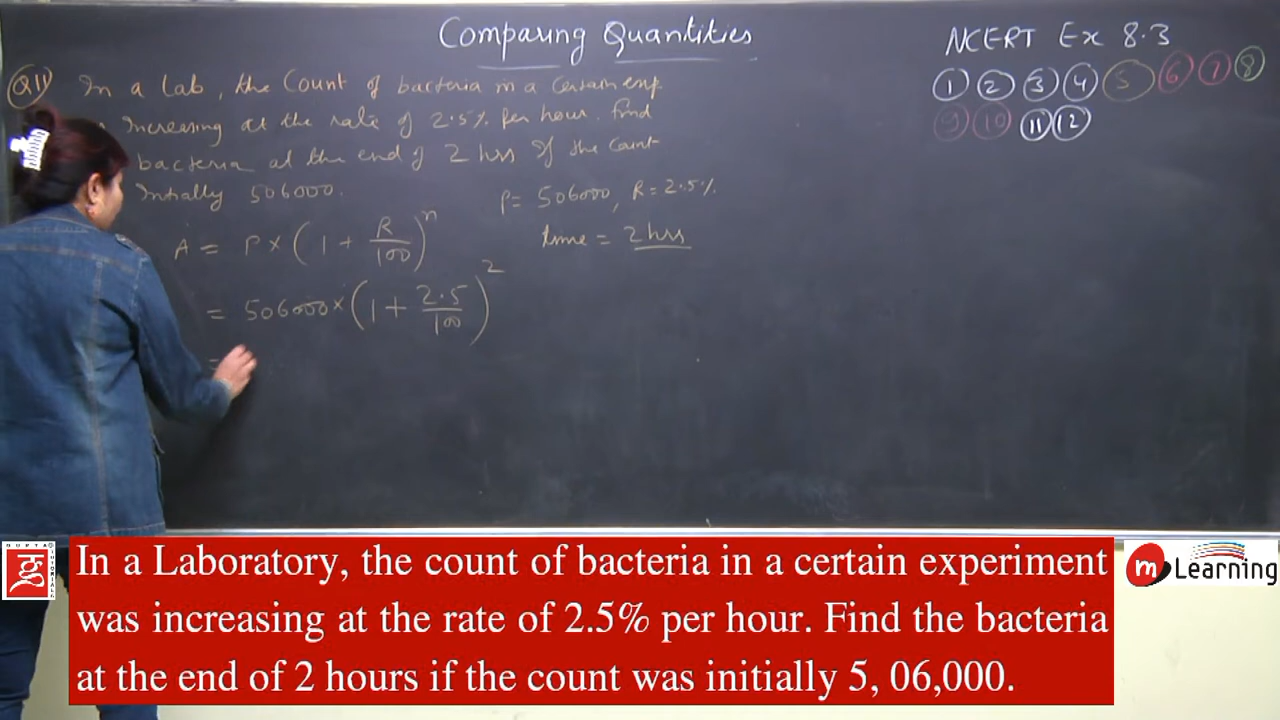 Comparing Quantities
NCERT Ex 8.3
1 2 3 4 5 6 7 8
9 10 11 12
Q11 In a Lab, the Count of bacteria in a Certain exp
Increasing at the rate of 2.5% per hour. Find
bacteria at the end of 2 hrs if the count
Initially 506000.
P = 506000, R = 2.5%
time = 2 hrs
A = P × (1 + R/100)^n
= 506000 × (1 + 2.5/100)^2
=
In a Laboratory, the count of bacteria in a certain experiment
was increasing at the rate of 2.5% per hour. Find the bacteria
at the end of 2 hours if the count was initially 5, 06,000.
GUPTA
ग
m Learning